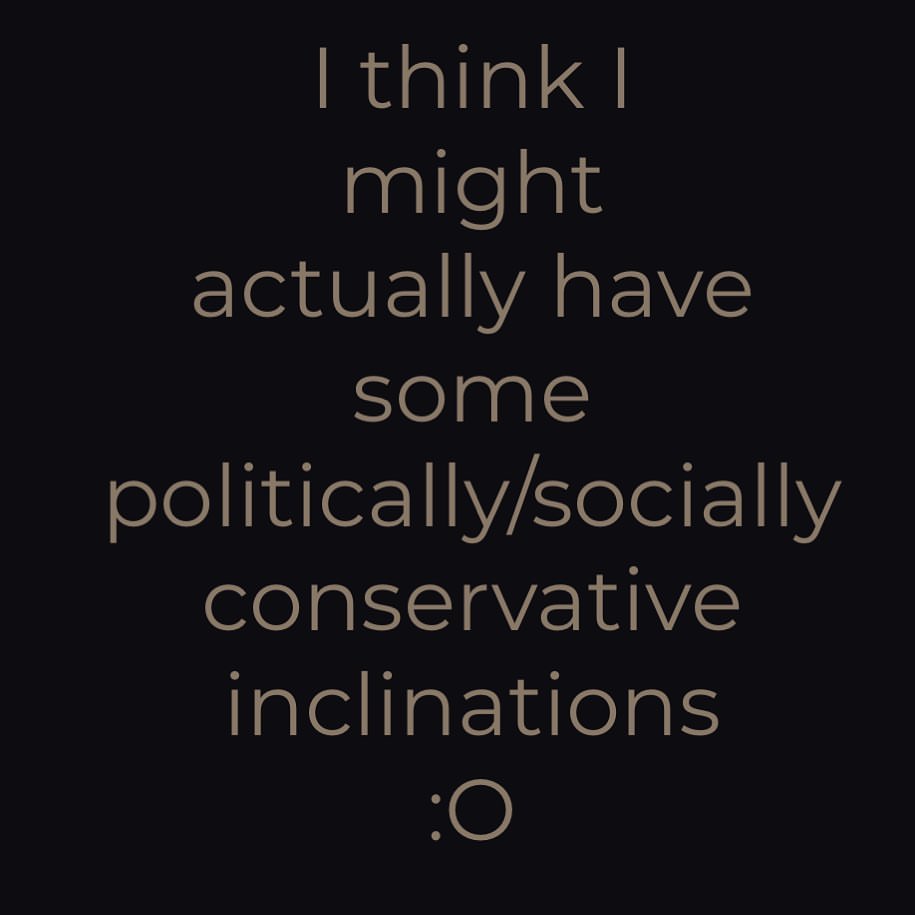 I think I
might
actually have
some
politically/socially
conservative
inclinations
:O